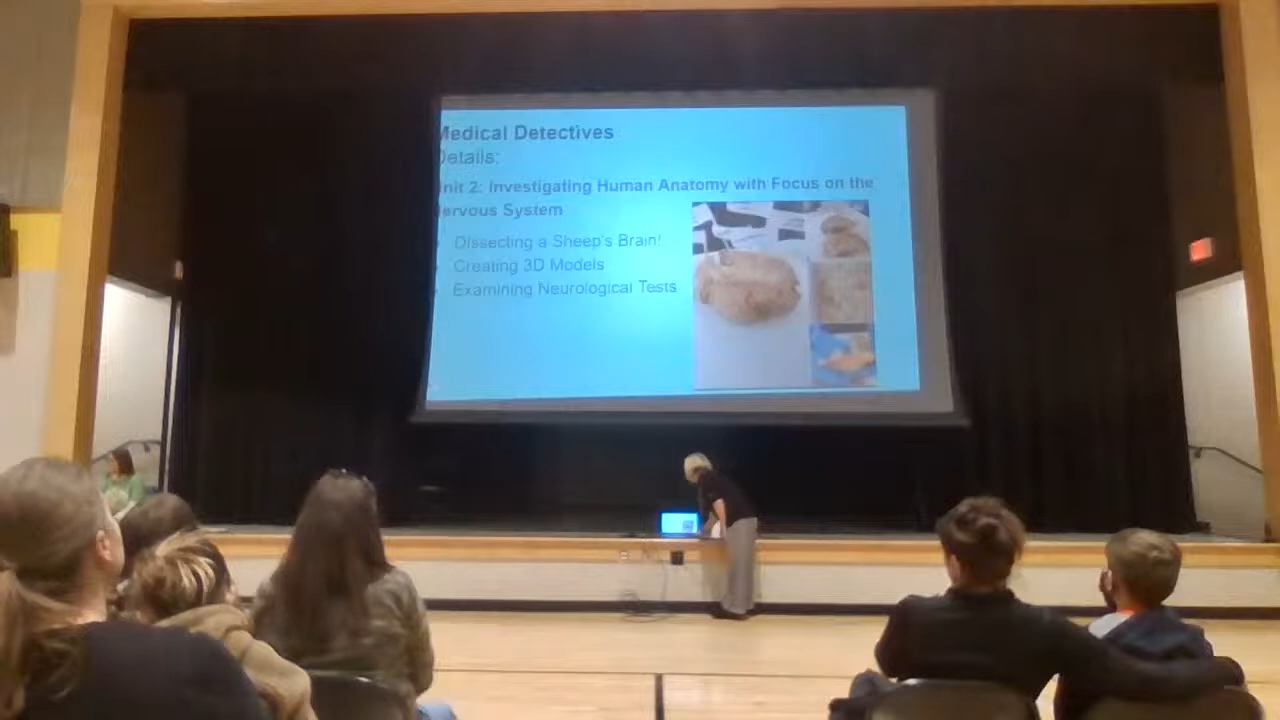 Medical Detectives
Details:
Unit 2: Investigating Human Anatomy with Focus on the
Nervous System
Dissecting a Sheep's Brain!
Creating 3D Models
Examining Neurological Tests